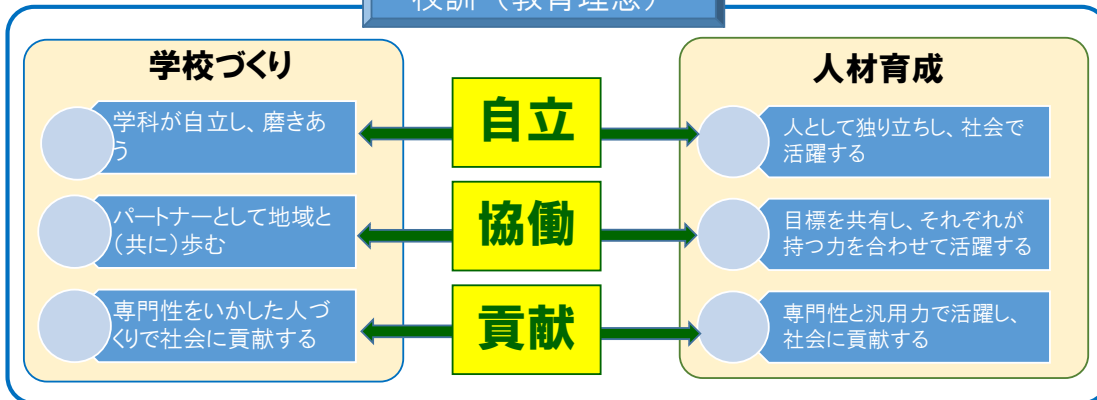 校訓（教育理念）
学校づくり
学科が自立し、磨きあ
う
パートナーとして地域と
（共に）歩む
専門性をいかした人づ
くりで社会に貢献する
自立
協働
貢献
人材育成
人として独り立ちし、社会で
活躍する
目標を共有し、それぞれが
持つ力を合わせて活躍する
専門性と汎用力で活躍し、
社会に貢献する